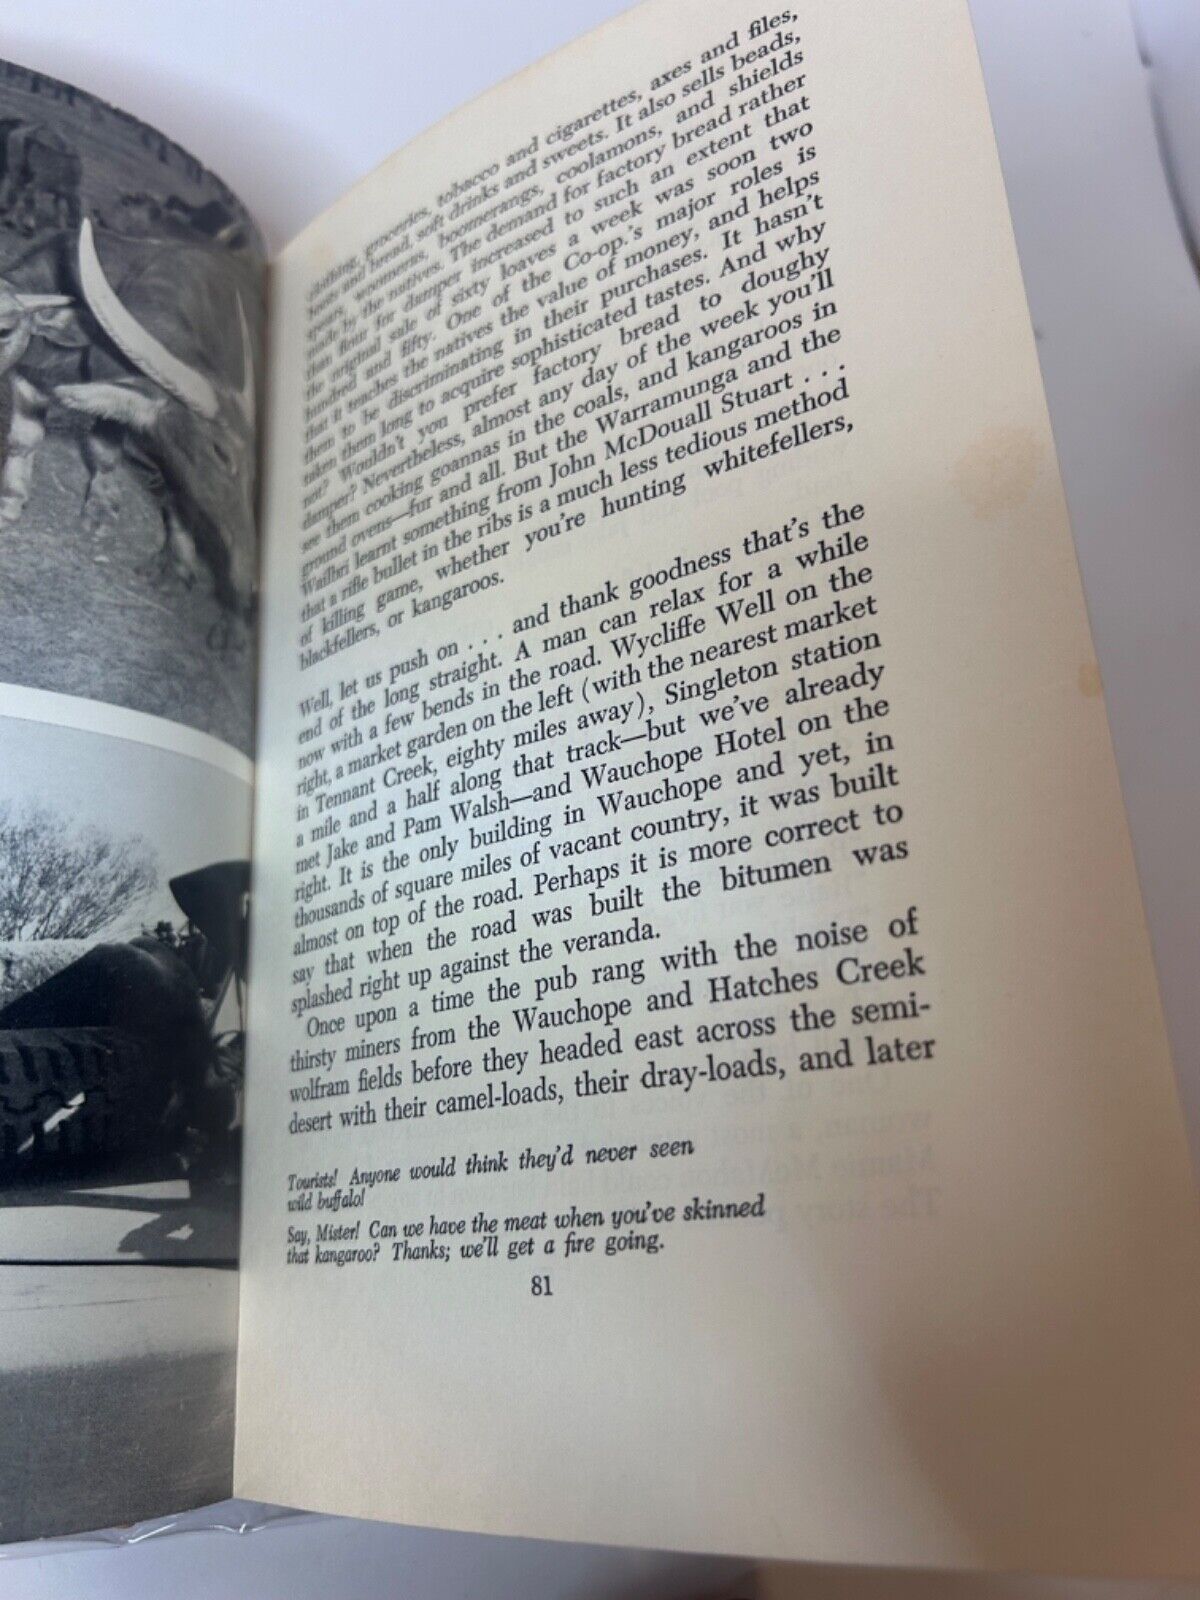 clothing, groceries, tobacco and cigarettes, axes and files,
boots and bread, soft drinks and sweets. It also sells beads,
spears, woomeras, boomerangs, coolamons, and shields
made by the natives. The demand for factory bread rather
than flour for damper increased to such an extent that
the original sale of sixty loaves a week was soon two
hundred and fifty. One of the Co-op.'s major roles is
that it teaches the natives the value of money, and helps
them to be discriminating in their purchases. It hasn't
taken them long to acquire sophisticated tastes. And why
not? Wouldn't you prefer factory bread to doughy
damper? Nevertheless, almost any day of the week you'll
see them cooking goannas in the coals, and kangaroos in
ground ovens—fur and all. But the Warramunga and the
Wailbri learnt something from John McDouall Stuart . . .
that a rifle bullet in the ribs is a much less tedious method
of killing game, whether you're hunting whitefellers,
blackfellers, or kangaroos.
Well, let us push on . . . and thank goodness that's the
end of the long straight. A man can relax for a while
now with a few bends in the road. Wycliffe Well on the
right, a market garden on the left (with the nearest market
in Tennant Creek, eighty miles away), Singleton station
a mile and a half along that track—but we've already
met Jake and Pam Walsh—and Wauchope Hotel on the
right. It is the only building in Wauchope and yet, in
thousands of square miles of vacant country, it was built
almost on top of the road. Perhaps it is more correct to
say that when the road was built the bitumen was
splashed right up against the veranda.
Once upon a time the pub rang with the noise of
thirsty miners from the Wauchope and Hatches Creek
wolfram fields before they headed east across the semi-
desert with their camel-loads, their dray-loads, and later
Tourists! Anyone would think they'd never seen
wild buffalo!
Say, Mister! Can we have the meat when you've skinned
that kangaroo? Thanks; we'll get a fire going.
81